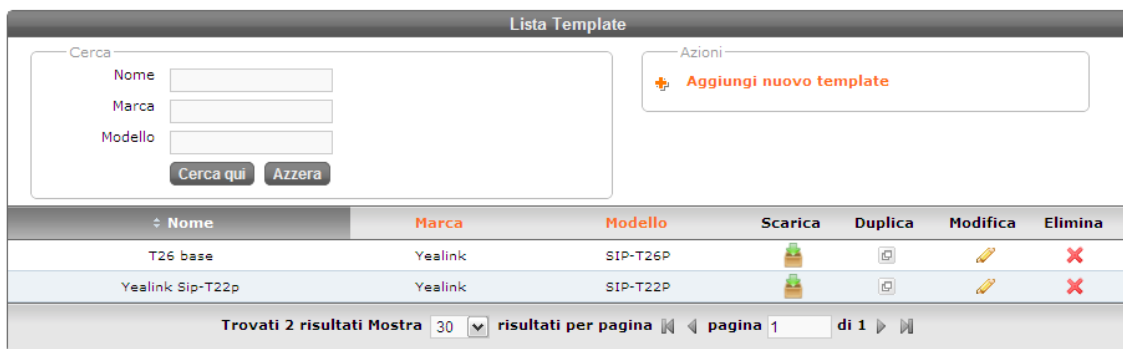 Lista Template
Cerca
Nome
Marca
Modello
Cerca qui Azzera
Azioni
Aggiungi nuovo template
Nome Marca Modello Scarica Duplica Modifica Elimina
T26 base Yealink SIP-T26P
Yealink Sip-T22p Yealink SIP-T22P
Trovati 2 risultati Mostra 30 risultati per pagina pagina 1 di 1